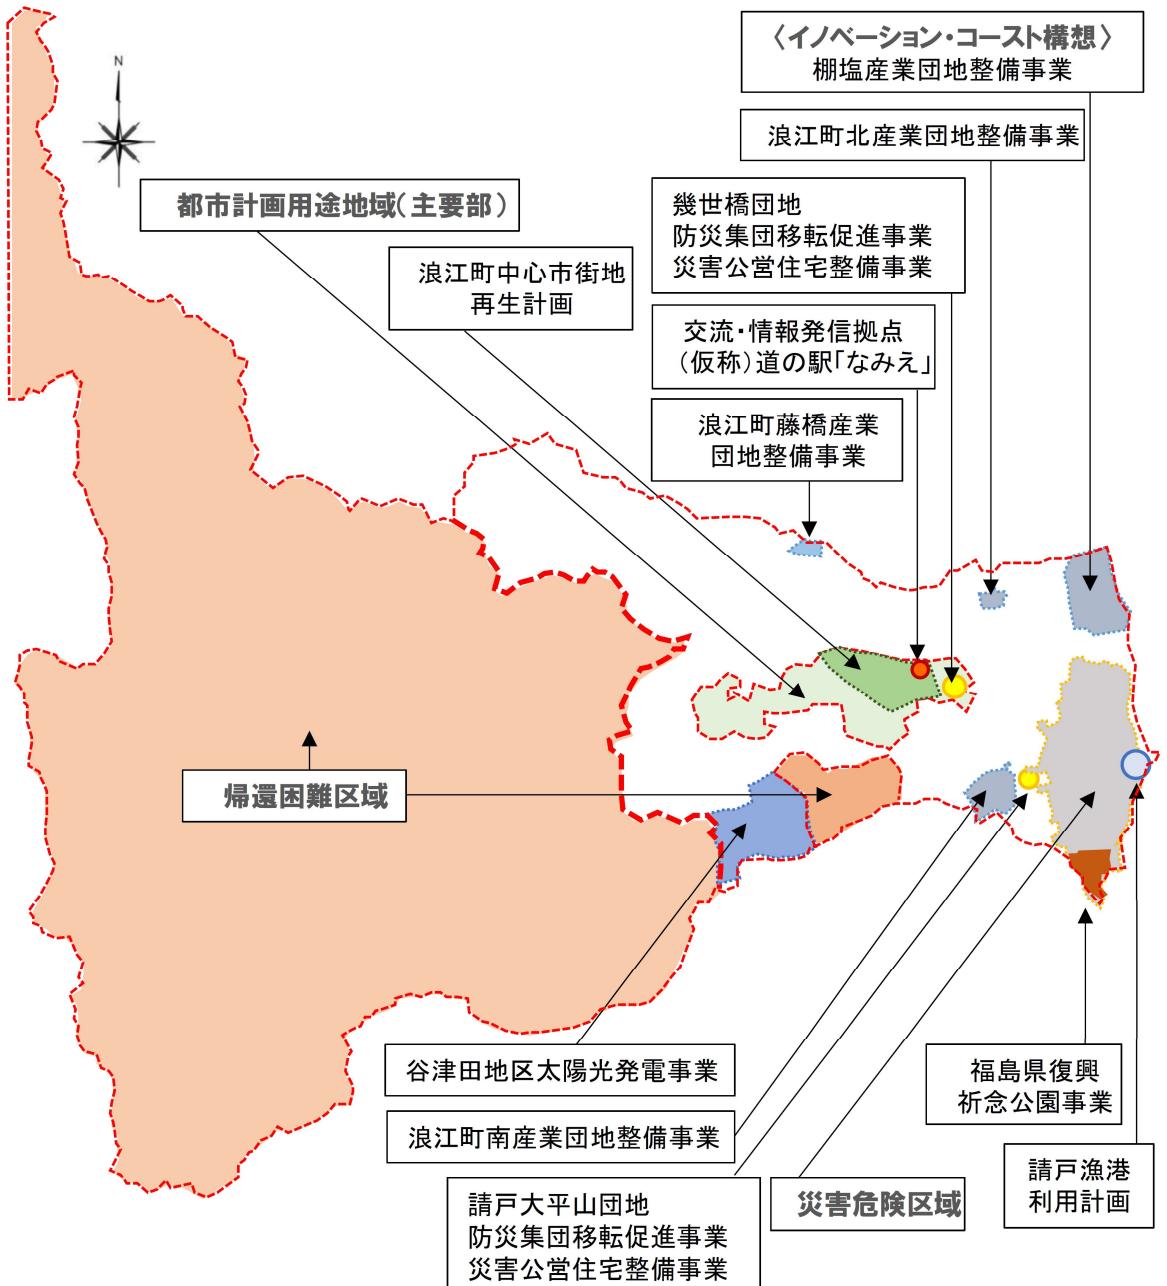 〈イノベーション・コースト構想〉
棚塩産業団地整備事業
N
浪江町北産業団地整備事業
都市計画用途地域(主要部)
幾世橋団地
防災集団移転促進事業
災害公営住宅整備事業
浪江町中心市街地
再生計画
交流・情報発信拠点
(仮称)道の駅「なみえ」
浪江町藤橋産業
団地整備事業
帰還困難区域
谷津田地区太陽光発電事業
福島県復興
祈念公園事業
浪江町南産業団地整備事業
請戸漁港
利用計画
請戸大平山団地
防災集団移転促進事業
災害公営住宅整備事業
災害危険区域